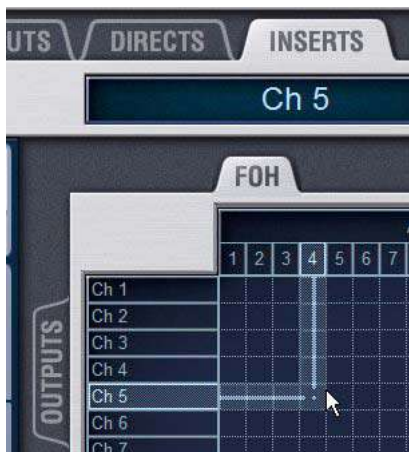 UTS DIRECTS INSERTS
Ch 5
FOH
1 2 3 4 5 6 7
Ch 1
Ch 2
Ch 3
Ch 4
Ch 5
Ch 6
Ch 7
OUTPUTS